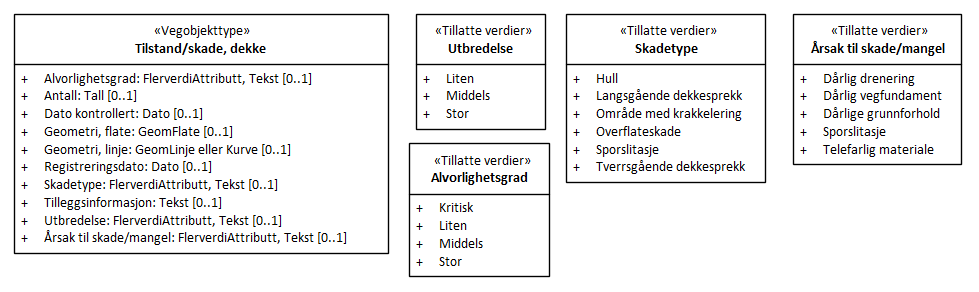 «Vegobjekttype»
Tilstand/skade, dekke
+ Alvorlighetsgrad: FlerverdiAttributt, Tekst [0..1]
+ Antall: Tall [0..1]
+ Dato kontrollert: Dato [0..1]
+ Geometri, flate: GeomFlate [0..1]
+ Geometri, linje: GeomLinje eller Kurve [0..1]
+ Registreringsdato: Dato [0..1]
+ Skadetype: FlerverdiAttributt, Tekst [0..1]
+ Tilleggsinformasjon: Tekst [0..1]
+ Utbredelse: FlerverdiAttributt, Tekst [0..1]
+ Årsak til skade/mangel: FlerverdiAttributt, Tekst [0..1]
«Tillatte verdier»
Utbredelse
+ Liten
+ Middels
+ Stor
«Tillatte verdier»
Alvorlighetsgrad
+ Kritisk
+ Liten
+ Middels
+ Stor
«Tillatte verdier»
Skadetype
+ Hull
+ Langsgående dekkesprekk
+ Område med krakkelering
+ Overflateskade
+ Sporslitasje
+ Tverrsgående dekkesprekk
«Tillatte verdier»
Årsak til skade/mangel
+ Dårlig drenering
+ Dårlig vegfundament
+ Dårlige grunnforhold
+ Sporslitasje
+ Telefarlig materiale